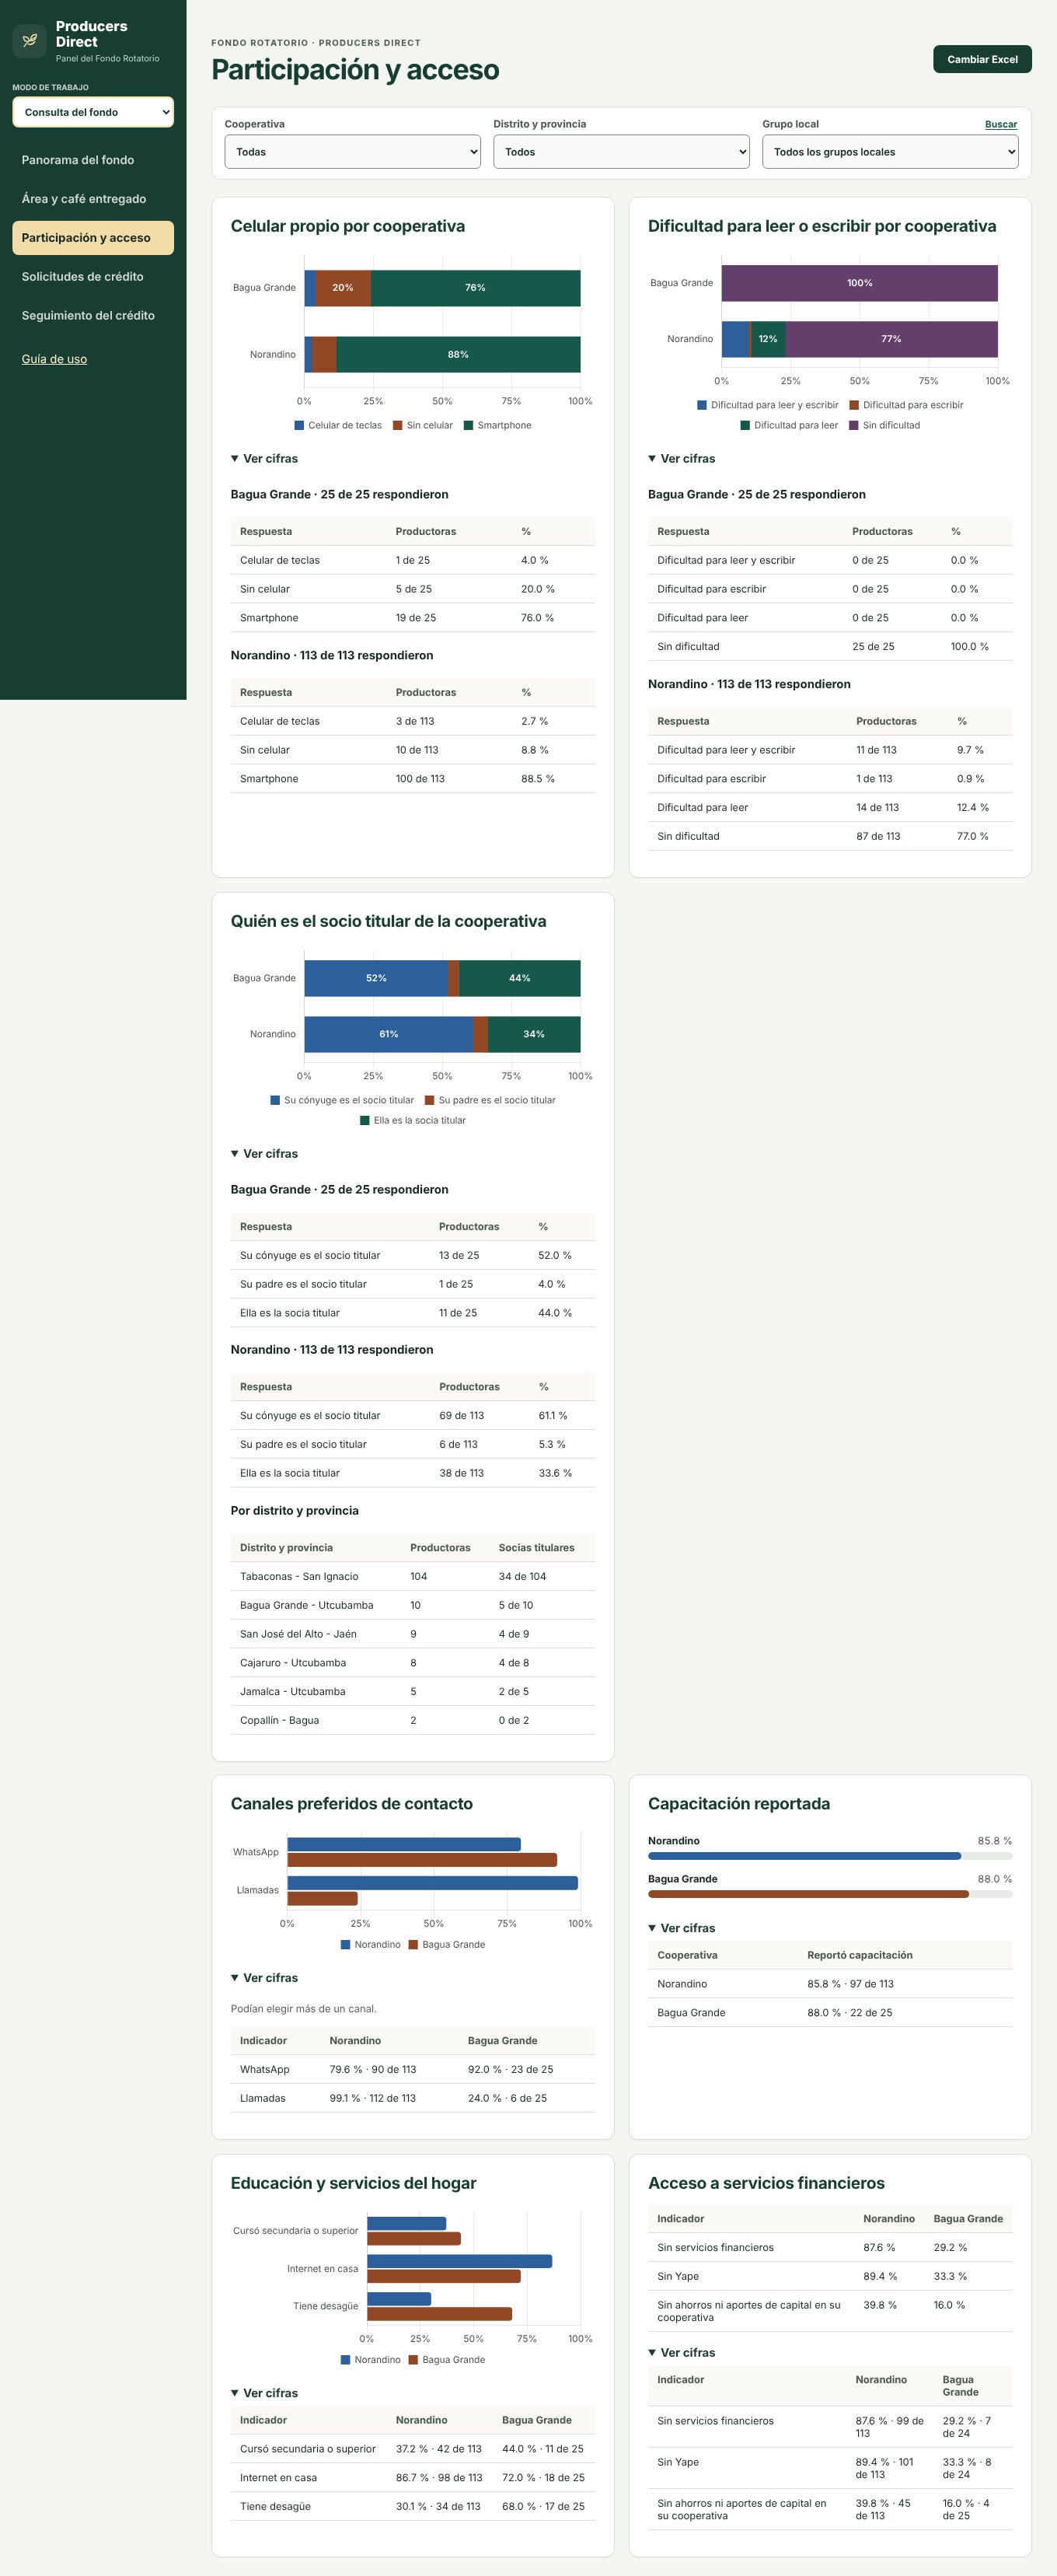 Producers
Direct
Panel del Fondo Rotatorio
MODO DE TRABAJO
Consulta del fondo
Panorama del fondo
Área y café entregado
Participación y acceso
Solicitudes de crédito
Seguimiento del crédito
Guía de uso
FONDO ROTATORIO · PRODUCERS DIRECT
Participación y acceso
Cambiar Excel
Cooperativa
Todas
Distrito y provincia
Todos
Grupo local
Buscar
Todos los grupos locales
Celular propio por cooperativa
Bagua Grande
20%
76%
Norandino
88%
0% 25% 50% 75% 100%
Celular de teclas Sin celular Smartphone
▼ Ver cifras
Bagua Grande · 25 de 25 respondieron
Respuesta Productoras %
Celular de teclas 1 de 25 4.0 %
Sin celular 5 de 25 20.0 %
Smartphone 19 de 25 76.0 %
Norandino · 113 de 113 respondieron
Respuesta Productoras %
Celular de teclas 3 de 113 2.7 %
Sin celular 10 de 113 8.8 %
Smartphone 100 de 113 88.5 %
Dificultad para leer o escribir por cooperativa
Bagua Grande
100%
Norandino
12%
77%
0% 25% 50% 75% 100%
Dificultad para leer y escribir Dificultad para escribir
Dificultad para leer Sin dificultad
▼ Ver cifras
Bagua Grande · 25 de 25 respondieron
Respuesta Productoras %
Dificultad para leer y escribir 0 de 25 0.0 %
Dificultad para escribir 0 de 25 0.0 %
Dificultad para leer 0 de 25 0.0 %
Sin dificultad 25 de 25 100.0 %
Norandino · 113 de 113 respondieron
Respuesta Productoras %
Dificultad para leer y escribir 11 de 113 9.7 %
Dificultad para escribir 1 de 113 0.9 %
Dificultad para leer 14 de 113 12.4 %
Sin dificultad 87 de 113 77.0 %
Quién es el socio titular de la cooperativa
Bagua Grande
52%
44%
Norandino
61%
34%
0% 25% 50% 75% 100%
Su cónyuge es el socio titular Su padre es el socio titular
Ella es la socia titular
▼ Ver cifras
Bagua Grande · 25 de 25 respondieron
Respuesta Productoras %
Su cónyuge es el socio titular 13 de 25 52.0 %
Su padre es el socio titular 1 de 25 4.0 %
Ella es la socia titular 11 de 25 44.0 %
Norandino · 113 de 113 respondieron
Respuesta Productoras %
Su cónyuge es el socio titular 69 de 113 61.1 %
Su padre es el socio titular 6 de 113 5.3 %
Ella es la socia titular 38 de 113 33.6 %
Por distrito y provincia
Distrito y provincia Productoras Socias titulares
Tabaconas - San Ignacio 104 34 de 104
Bagua Grande - Utcubamba 10 5 de 10
San José del Alto - Jaén 9 4 de 9
Cajaruro - Utcubamba 8 4 de 8
Jamalca - Utcubamba 5 2 de 5
Copallín - Bagua 2 0 de 2
Canales preferidos de contacto
WhatsApp
Llamadas
0% 25% 50% 75% 100%
Norandino Bagua Grande
▼ Ver cifras
Podían elegir más de un canal.
Indicador Norandino Bagua Grande
WhatsApp 79.6 % · 90 de 113 92.0 % · 23 de 25
Llamadas 99.1 % · 112 de 113 24.0 % · 6 de 25
Capacitación reportada
Norandino 85.8 %
Bagua Grande 88.0 %
▼ Ver cifras
Cooperativa Reportó capacitación
Norandino 85.8 % · 97 de 113
Bagua Grande 88.0 % · 22 de 25
Educación y servicios del hogar
Cursó secundaria o superior
Internet en casa
Tiene desagüe
0% 25% 50% 75% 100%
Norandino Bagua Grande
▼ Ver cifras
Indicador Norandino Bagua Grande
Cursó secundaria o superior 37.2 % · 42 de 113 44.0 % · 11 de 25
Internet en casa 86.7 % · 98 de 113 72.0 % · 18 de 25
Tiene desagüe 30.1 % · 34 de 113 68.0 % · 17 de 25
Acceso a servicios financieros
Indicador Norandino Bagua Grande
Sin servicios financieros 87.6 % 29.2 %
Sin Yape 89.4 % 33.3 %
Sin ahorros ni aportes de capital en su 39.8 % 16.0 %
cooperativa
▼ Ver cifras
Indicador Norandino Bagua
Grande
Sin servicios financieros 87.6 % · 99 de 29.2 % · 7
113 de 24
Sin Yape 89.4 % · 101 33.3 % · 8
de 113 de 24
Sin ahorros ni aportes de capital en 39.8 % · 45 16.0 % · 4
su cooperativa de 113 de 25